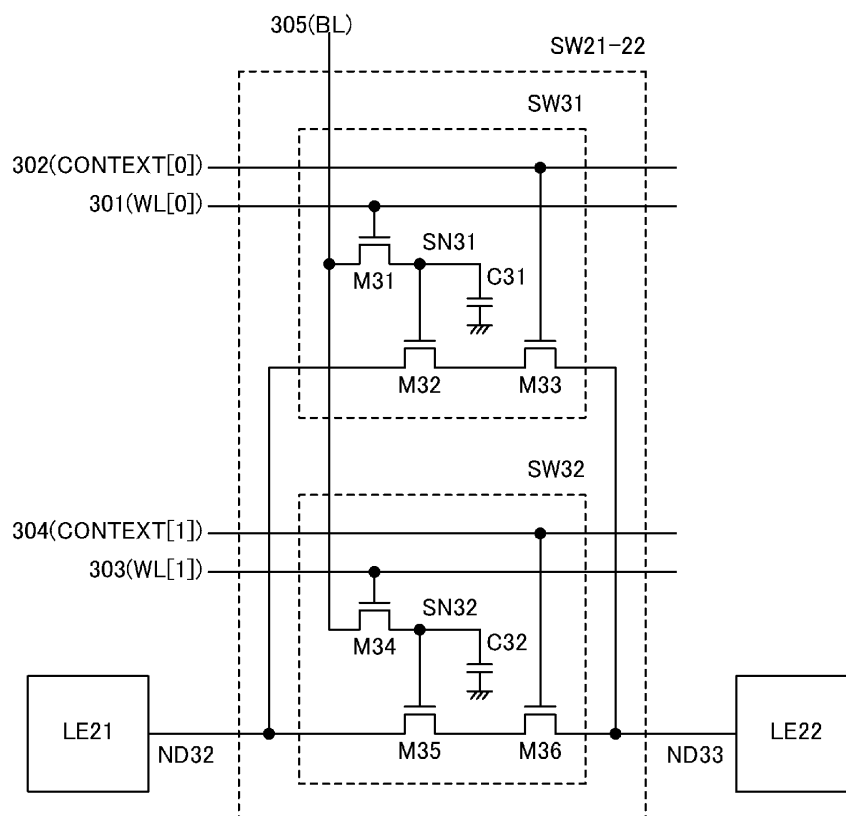 305(BL)
SW21-22
SW31
302(CONTEXT[0])
301(WL[0])
SN31
C31
M31
M32
M33
SW32
304(CONTEXT[1])
303(WL[1])
SN32
C32
M34
LE21
ND32
M35
M36
ND33
LE22